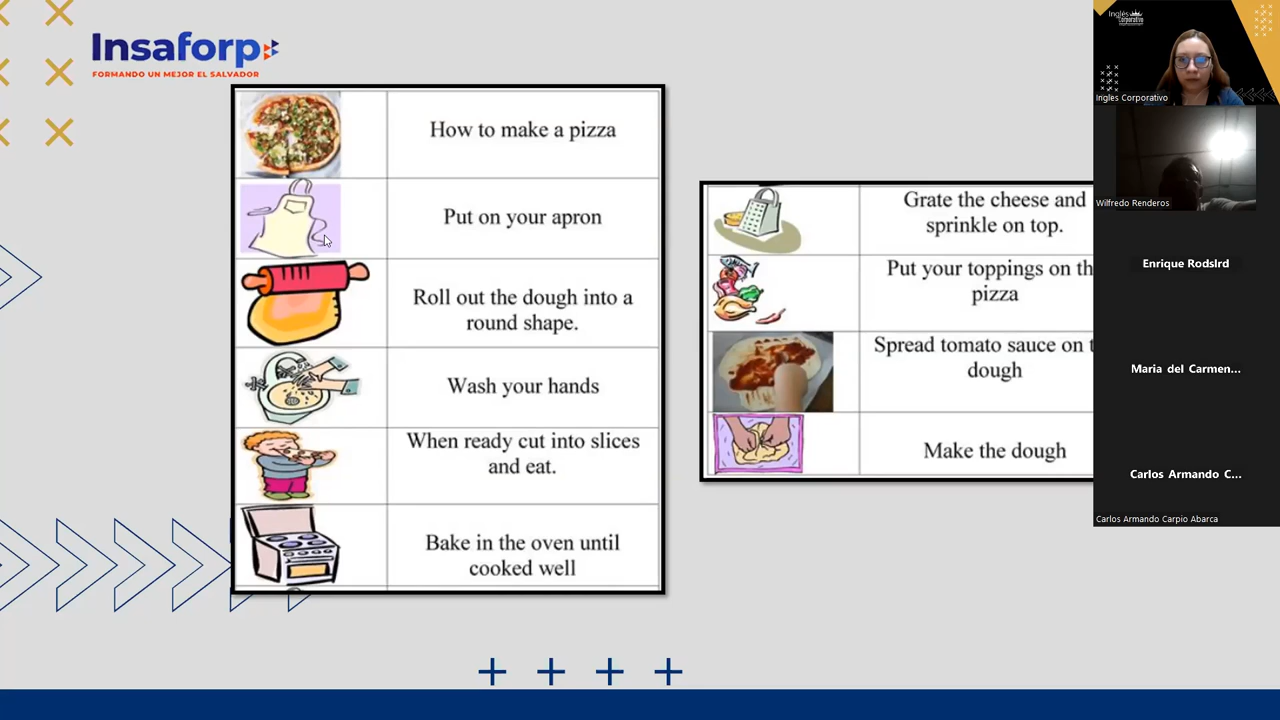 Insaforp
FORMANDO UN MEJOR EL SALVADOR
How to make a pizza
Put on your apron
Roll out the dough into a
round shape.
Wash your hands
When ready cut into slices
and eat.
Bake in the oven until
cooked well
Grate the cheese and
sprinkle on top.
Put your toppings on th
pizza
Spread tomato sauce on t
dough
Make the dough
Inglés
Corporativo
Ingles Corporativo
Wilfredo Renderos
Enrique Rodslrd
Maria del Carmen...
Carlos Armando C...
Carlos Armando Carpio Abarca